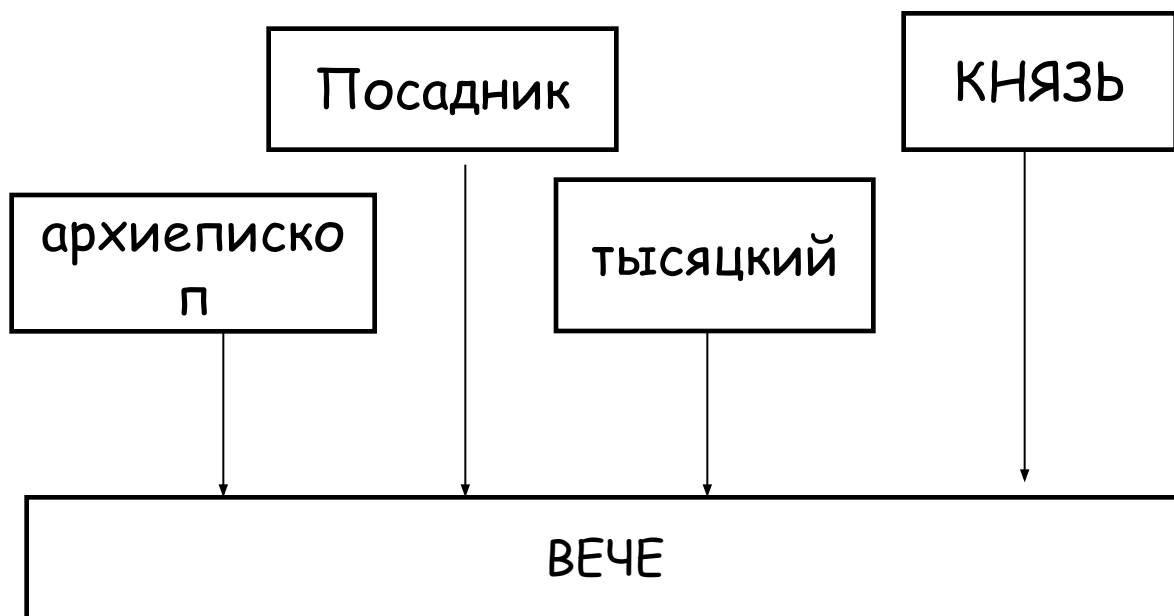 Посадник
КНЯЗЬ
архиеписко
п
тысяцкий
ВЕЧЕ